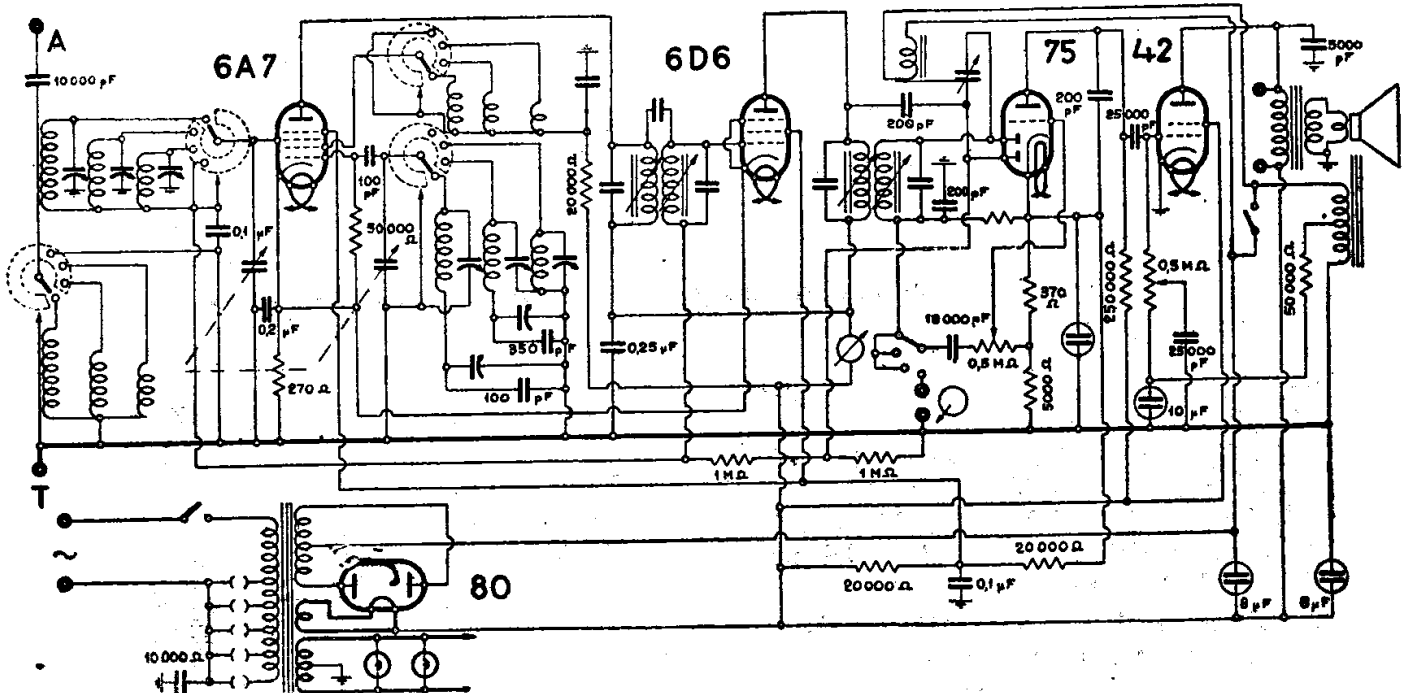 A
10000 pF
6A7
6D6
75
42
5000 pF
200 pF
200 pF
25000 pF
100 pF
50000 Ω
20000 Ω
200 pF
0,1 µF
0,2 µF
270 Ω
350 pF
100 pF
0,25 µF
18000 pF
0,5 MΩ
370 Ω
5000 Ω
250000 Ω
0,5 MΩ
25000 pF
10 µF
50000 Ω
T
1 MΩ
1 MΩ
~
80
20000 Ω
20000 Ω
0,1 µF
8 µF
8 µF
10000 Ω